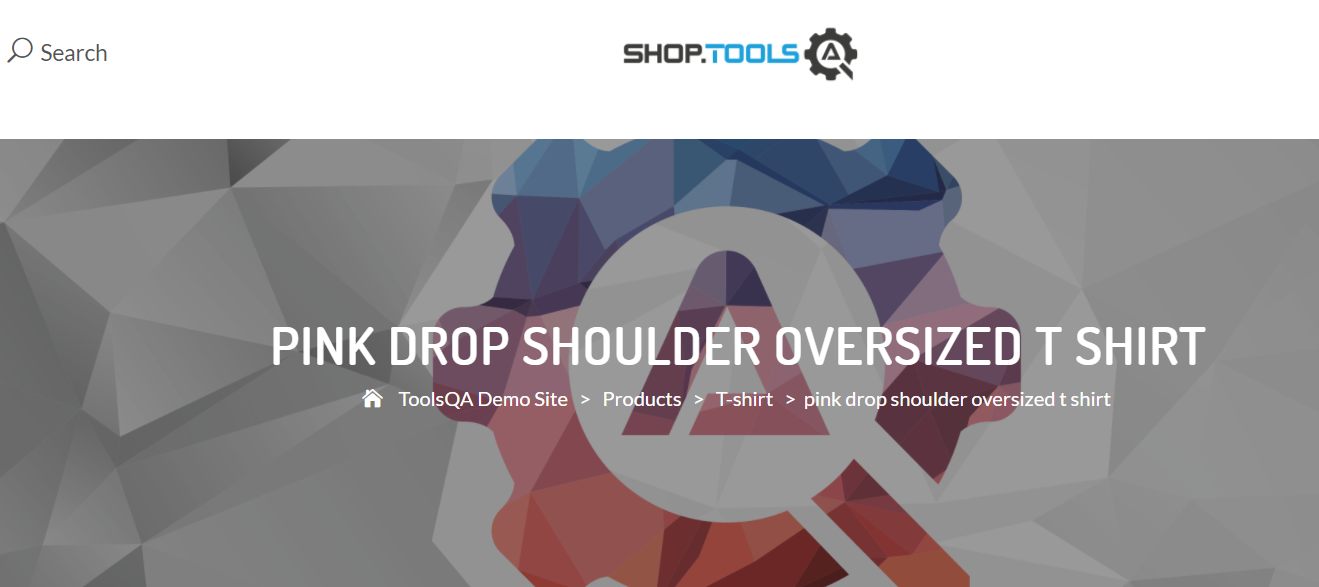 Search
SHOP.TOOLS
PINK DROP SHOULDER OVERSIZED T SHIRT
ToolsQA Demo Site > Products > T-shirt > pink drop shoulder oversized t shirt